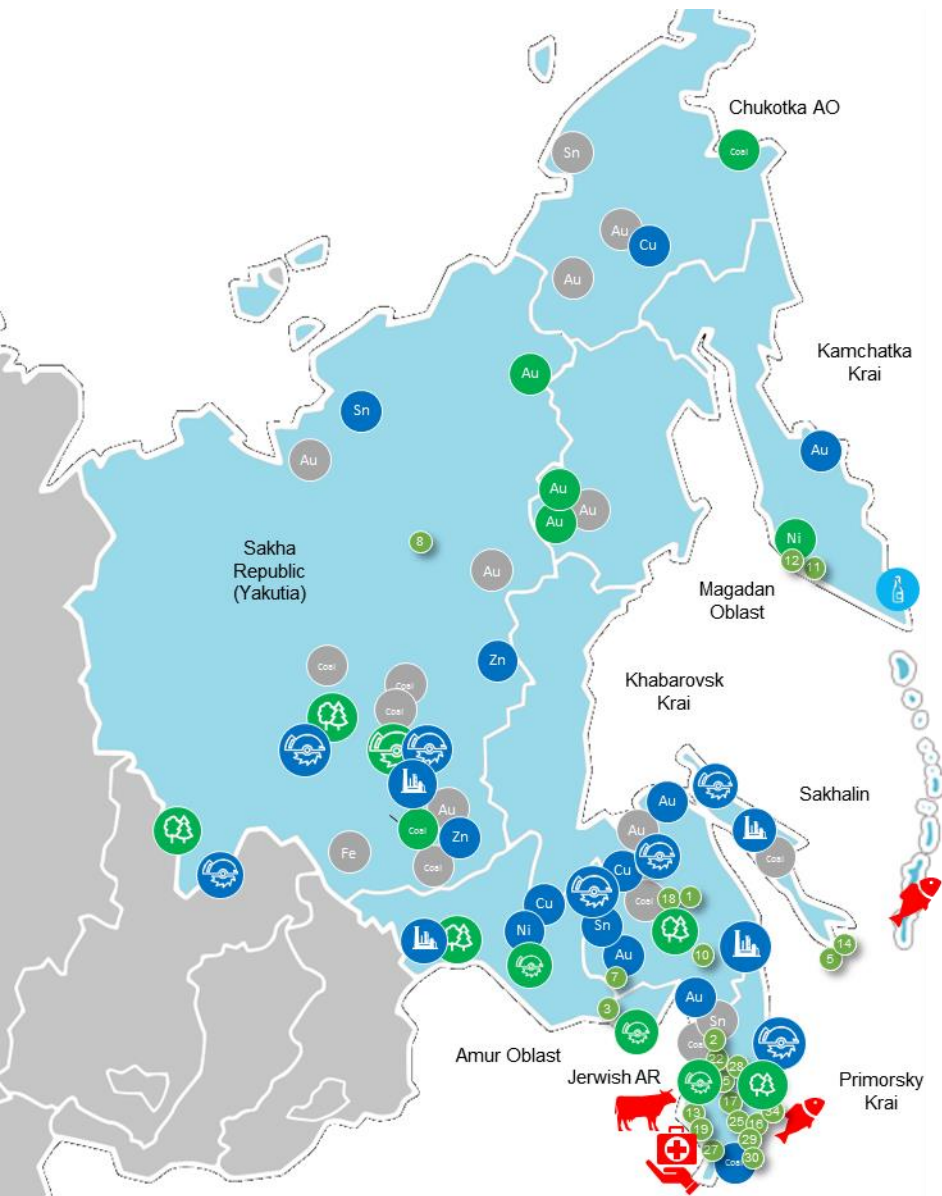 Chukotka AO
Coal
Sn
Au
Cu
Au
Kamchatka
Krai
Au
Sn
Au
Au
Au
Au
Au
Ni
8
12
11
Sakha
Republic
(Yakutia)
Au
Magadan
Oblast
Zn
Coal
Coal
Coal
Khabarovsk
Krai
Sakhalin
Au
Au
Coal
Zn
Au
Fe
Coal
Coal
Cu
Coal
18
1
Cu
Ni
Sn
Au
10
14
5
7
3
Au
Sn
2
Coal
22
28
Amur Oblast
Jerwish AR
Primorsky
Krai
5
17
13
34
25
16
19
29
27
30
Coal